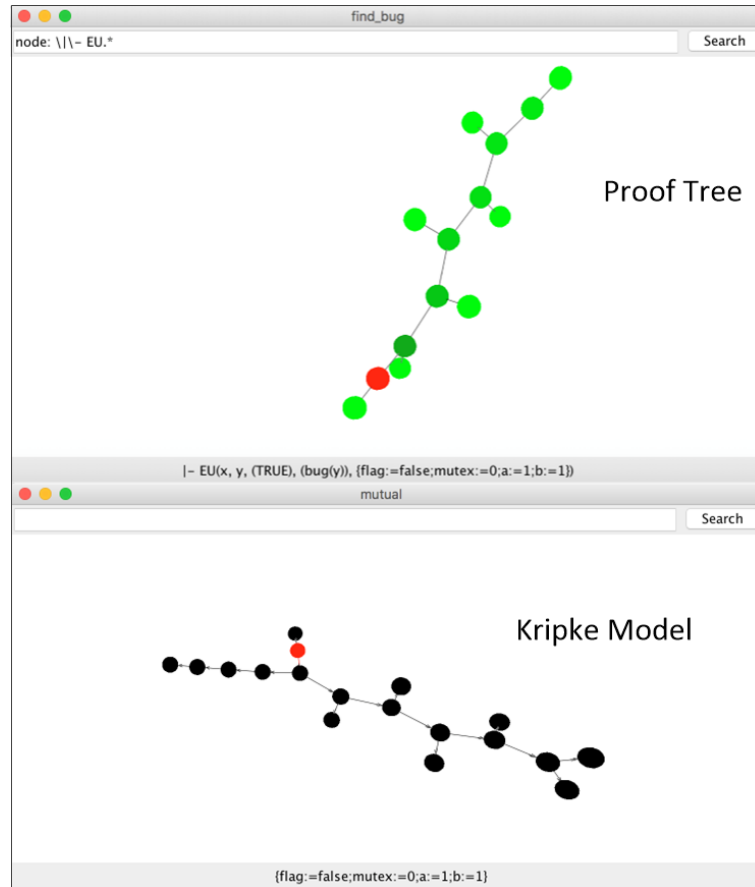 find_bug
node: \|\- EU.*
Search
Proof Tree
|- EU(x, y, (TRUE), (bug(y)), {flag:=false;mutex:=0;a:=1;b:=1})
mutual
Search
Kripke Model
{flag:=false;mutex:=0;a:=1;b:=1}